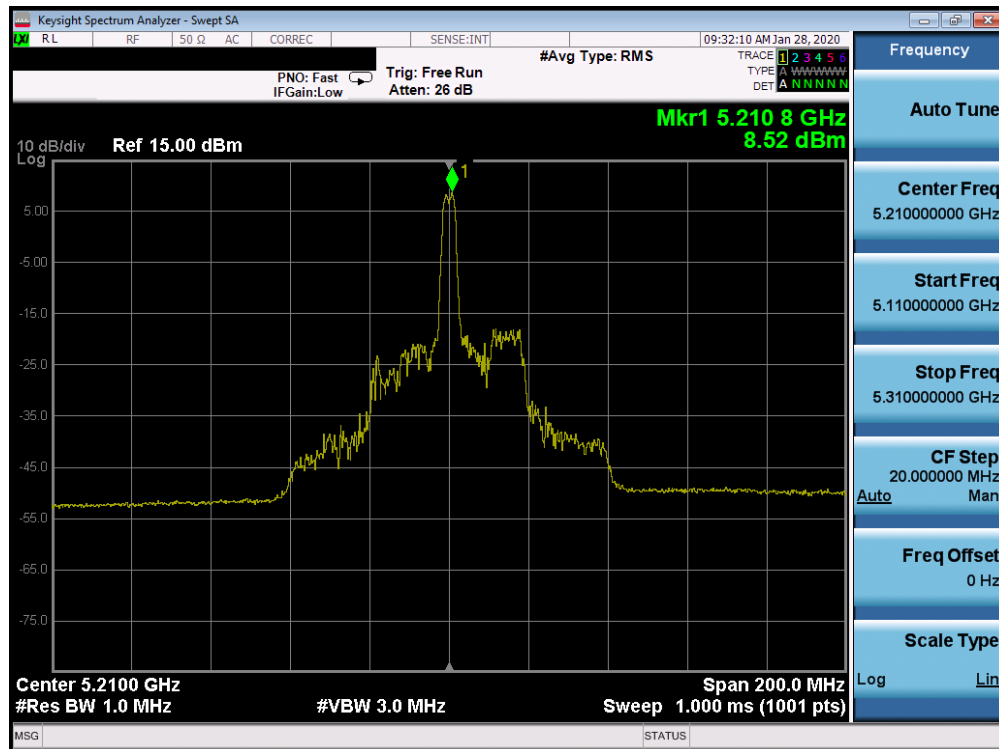 Keysight Spectrum Analyzer - Swept SA
LXI RL RF 50 Ω AC CORREC SENSE:INT 09:32:10 AM Jan 28, 2020
#Avg Type: RMS
TRACE 1 2 3 4 5 6
TYPE A WWWWW
DET A N N N N N
PNO: Fast
IFGain:Low
Trig: Free Run
Atten: 26 dB
Mkr1 5.210 8 GHz
8.52 dBm
10 dB/div
Log
Ref 15.00 dBm
1
5.00
-5.00
-15.0
-25.0
-35.0
-45.0
-55.0
-65.0
-75.0
Center 5.2100 GHz
Span 200.0 MHz
#Res BW 1.0 MHz
#VBW 3.0 MHz
Sweep 1.000 ms (1001 pts)
MSG
STATUS
Frequency
Auto Tune
Center Freq
5.210000000 GHz
Start Freq
5.110000000 GHz
Stop Freq
5.310000000 GHz
CF Step
20.000000 MHz
Auto Man
Freq Offset
0 Hz
Scale Type
Log Lin